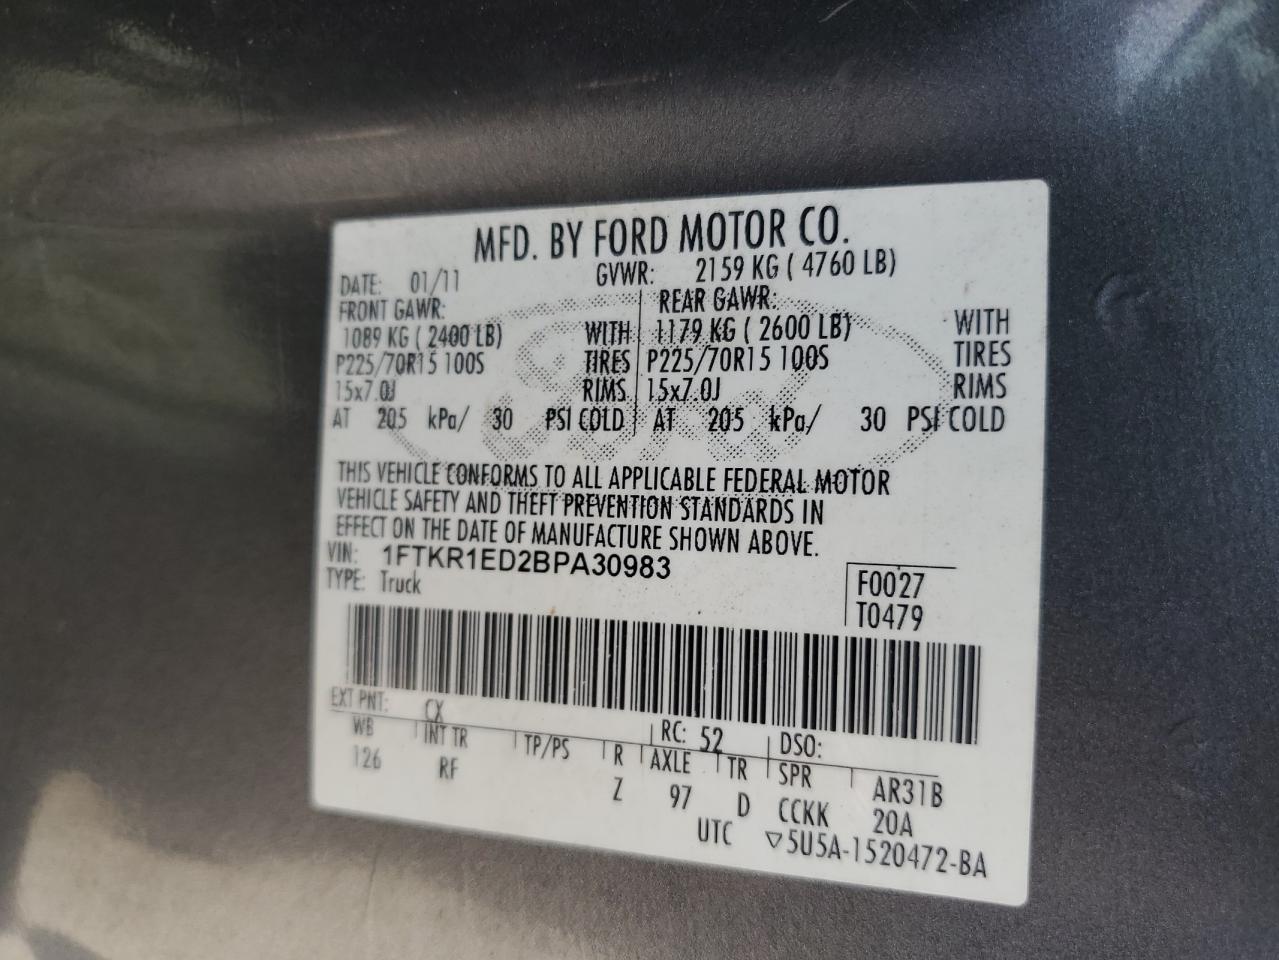 MFD. BY FORD MOTOR CO.
DATE: 01/11 GVWR: 2159 KG ( 4760 LB)
FRONT GAWR: REAR GAWR:
1089 KG ( 2400 LB) WITH 1179 KG ( 2600 LB) WITH
P225/70R15 100S TIRES P225/70R15 100S TIRES
15x7.0J RIMS 15x7.0J RIMS
AT 205 kPa/ 30 PSI COLD AT 205 kPa/ 30 PSI COLD
THIS VEHICLE CONFORMS TO ALL APPLICABLE FEDERAL MOTOR
VEHICLE SAFETY AND THEFT PREVENTION STANDARDS IN
EFFECT ON THE DATE OF MANUFACTURE SHOWN ABOVE.
VIN: 1FTKR1ED2BPA30983
TYPE: Truck
F0027
T0479
EXT PNT: CX RC: 52 DSO:
WB INT TR TP/PS R AXLE TR SPR AR31B
126 RF Z 97 D CCKK 20A
UTC ▽5U5A-1520472-BA